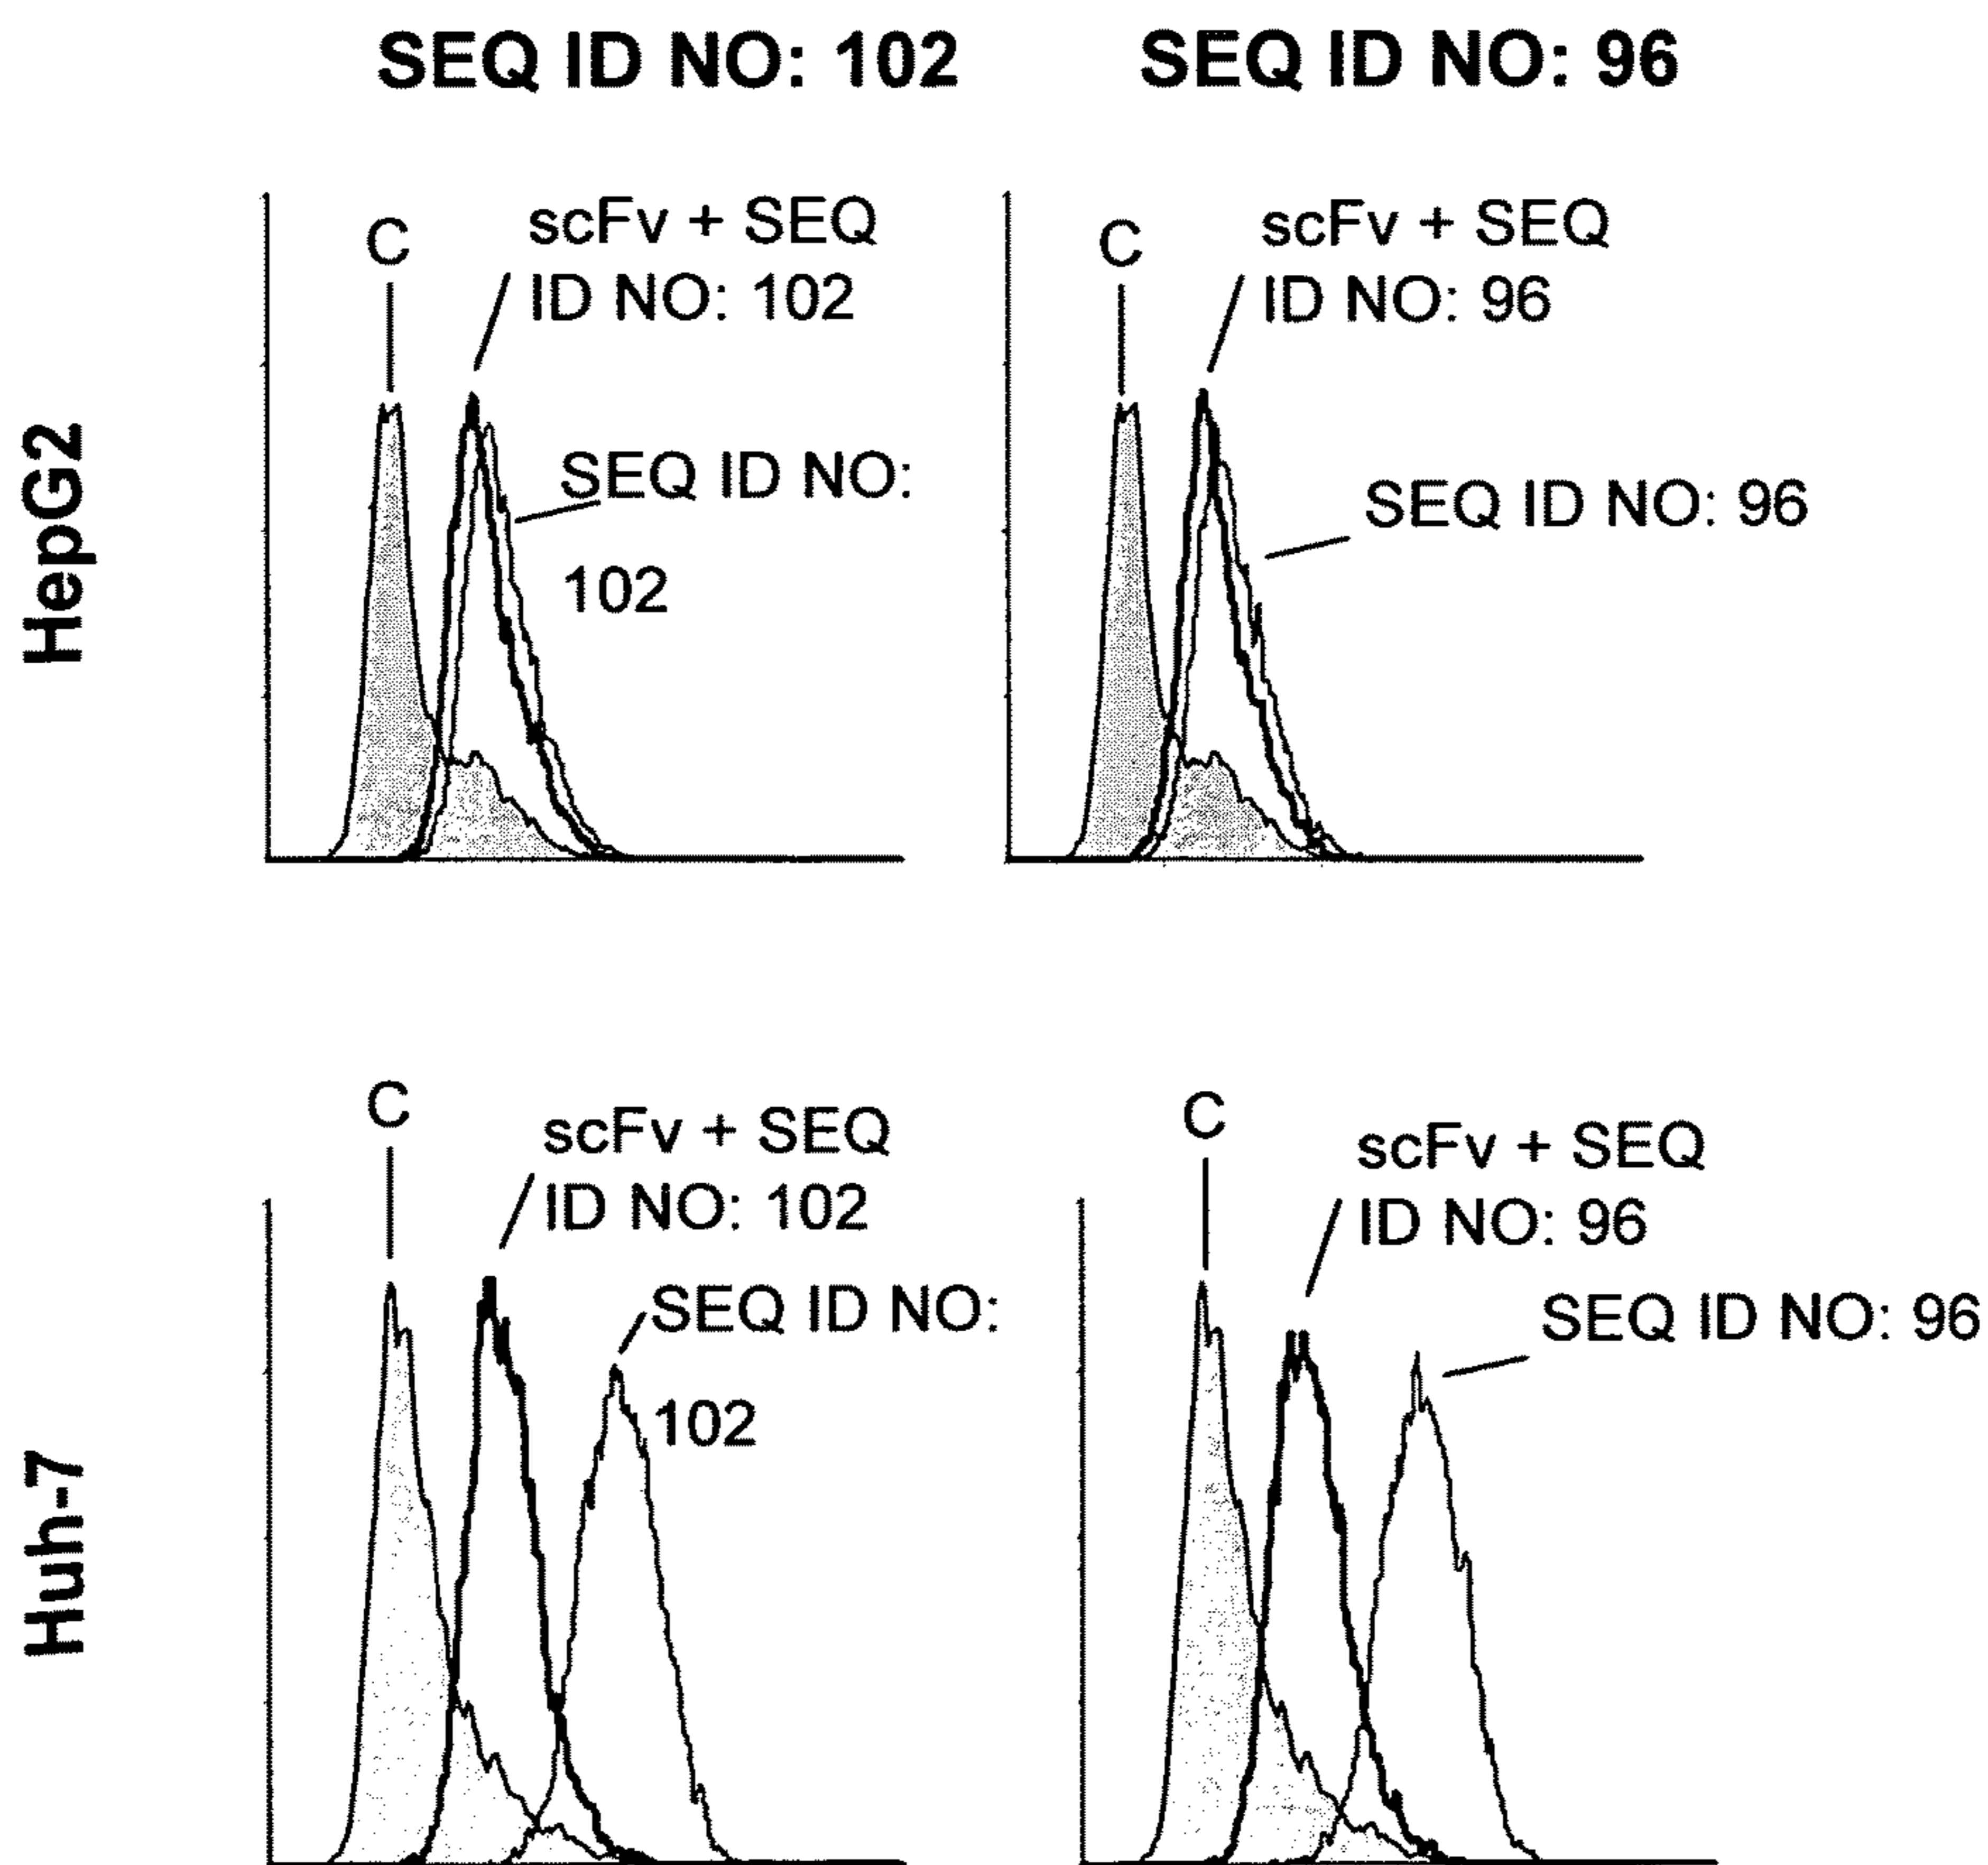 SEQ ID NO: 102
SEQ ID NO: 96
HepG2
C
scFv + SEQ
ID NO: 102
SEQ ID NO:
102
C
scFv + SEQ
ID NO: 96
SEQ ID NO: 96
Huh-7
C
scFv + SEQ
ID NO: 102
SEQ ID NO:
102
C
scFv + SEQ
ID NO: 96
SEQ ID NO: 96